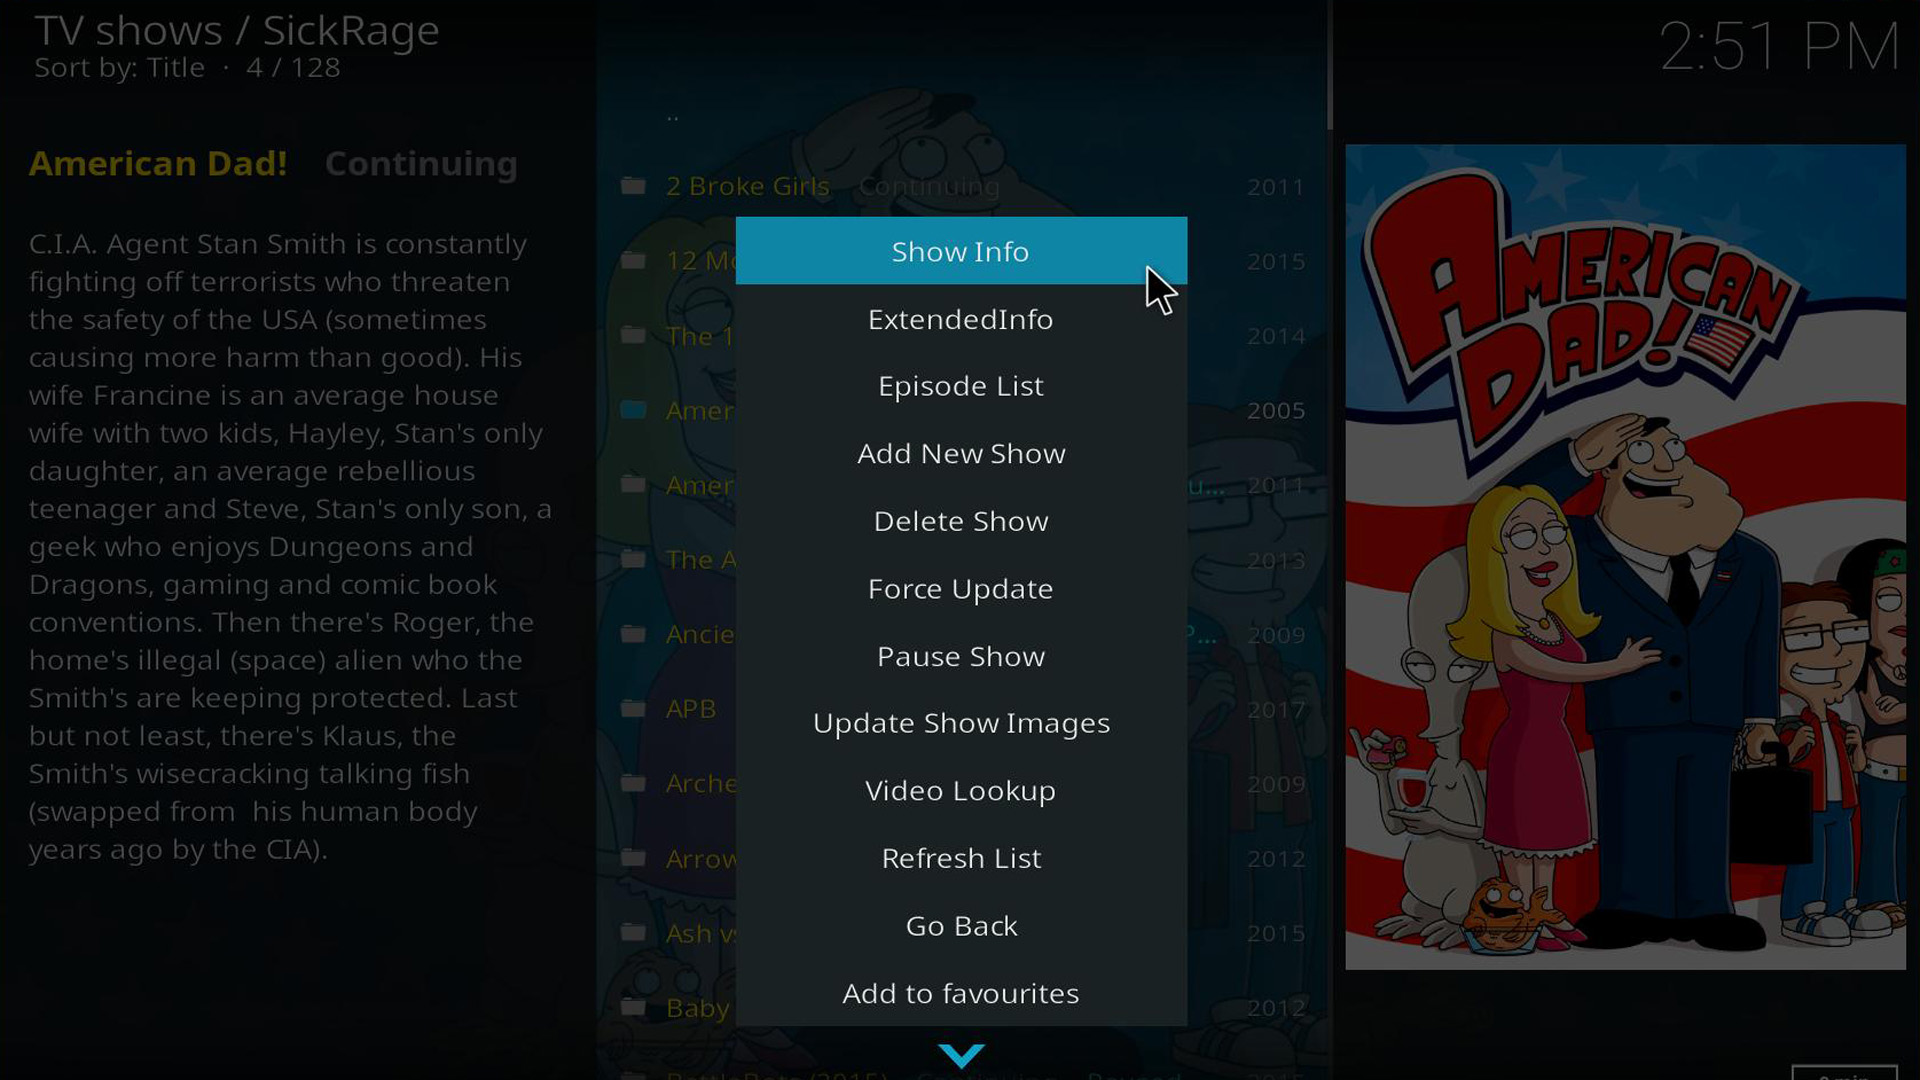 TV shows / SickRage
Sort by: Title · 4 / 128
2:51 PM
American Dad! Continuing
C.I.A. Agent Stan Smith is constantly
fighting off terrorists who threaten
the safety of the USA (sometimes
causing more harm than good). His
wife Francine is an average house
wife with two kids, Hayley, Stan's only
daughter, an average rebellious
teenager and Steve, Stan's only son, a
geek who enjoys Dungeons and
Dragons, gaming and comic book
conventions. Then there's Roger, the
home's illegal (space) alien who the
Smith's are keeping protected. Last
but not least, there's Klaus, the
Smith's wisecracking talking fish
(swapped from  his human body
years ago by the CIA).
..
2 Broke Girls Continuing 2011
12 2015
The 2014
2005
2011
The 2013
2009
APB 2017
2009
2012
Ash 2015
Baby 2012
Show Info
ExtendedInfo
Episode List
Add New Show
Delete Show
Force Update
Pause Show
Update Show Images
Video Lookup
Refresh List
Go Back
Add to favourites
AMERICAN
DAD!